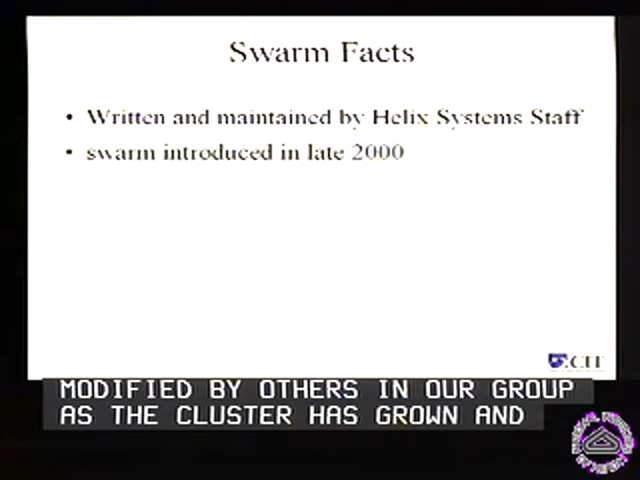 Swarm Facts
• Written and maintained by Helix Systems Staff
• swarm introduced in late 2000
CIT
MODIFIED BY OTHERS IN OUR GROUP
AS THE CLUSTER HAS GROWN AND